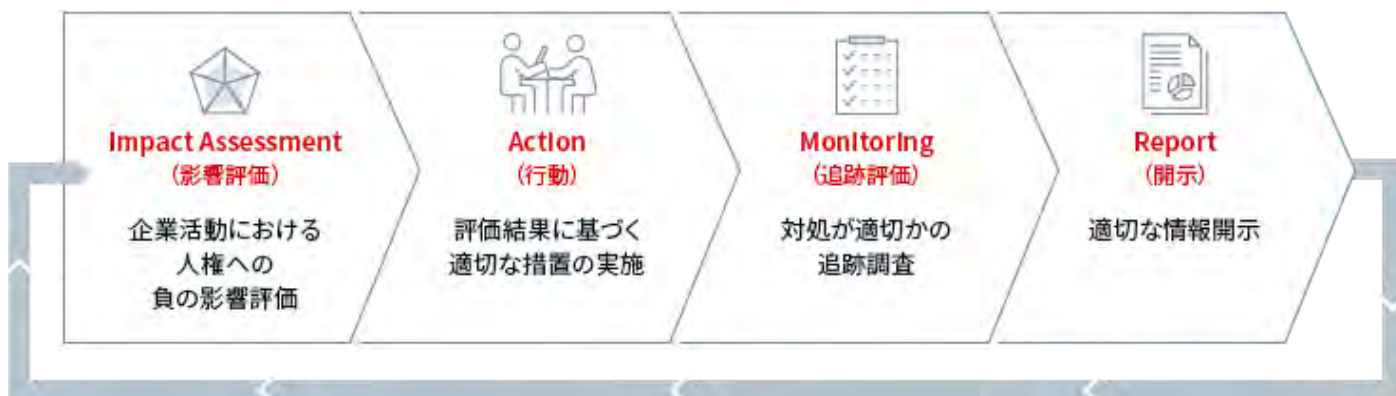 Impact Assessment
(影響評価)
企業活動における
人権への
負の影響評価
Action
(行動)
評価結果に基づく
適切な措置の実施
Monitoring
(追跡評価)
対処が適切かの
追跡調査
Report
(開示)
適切な情報開示